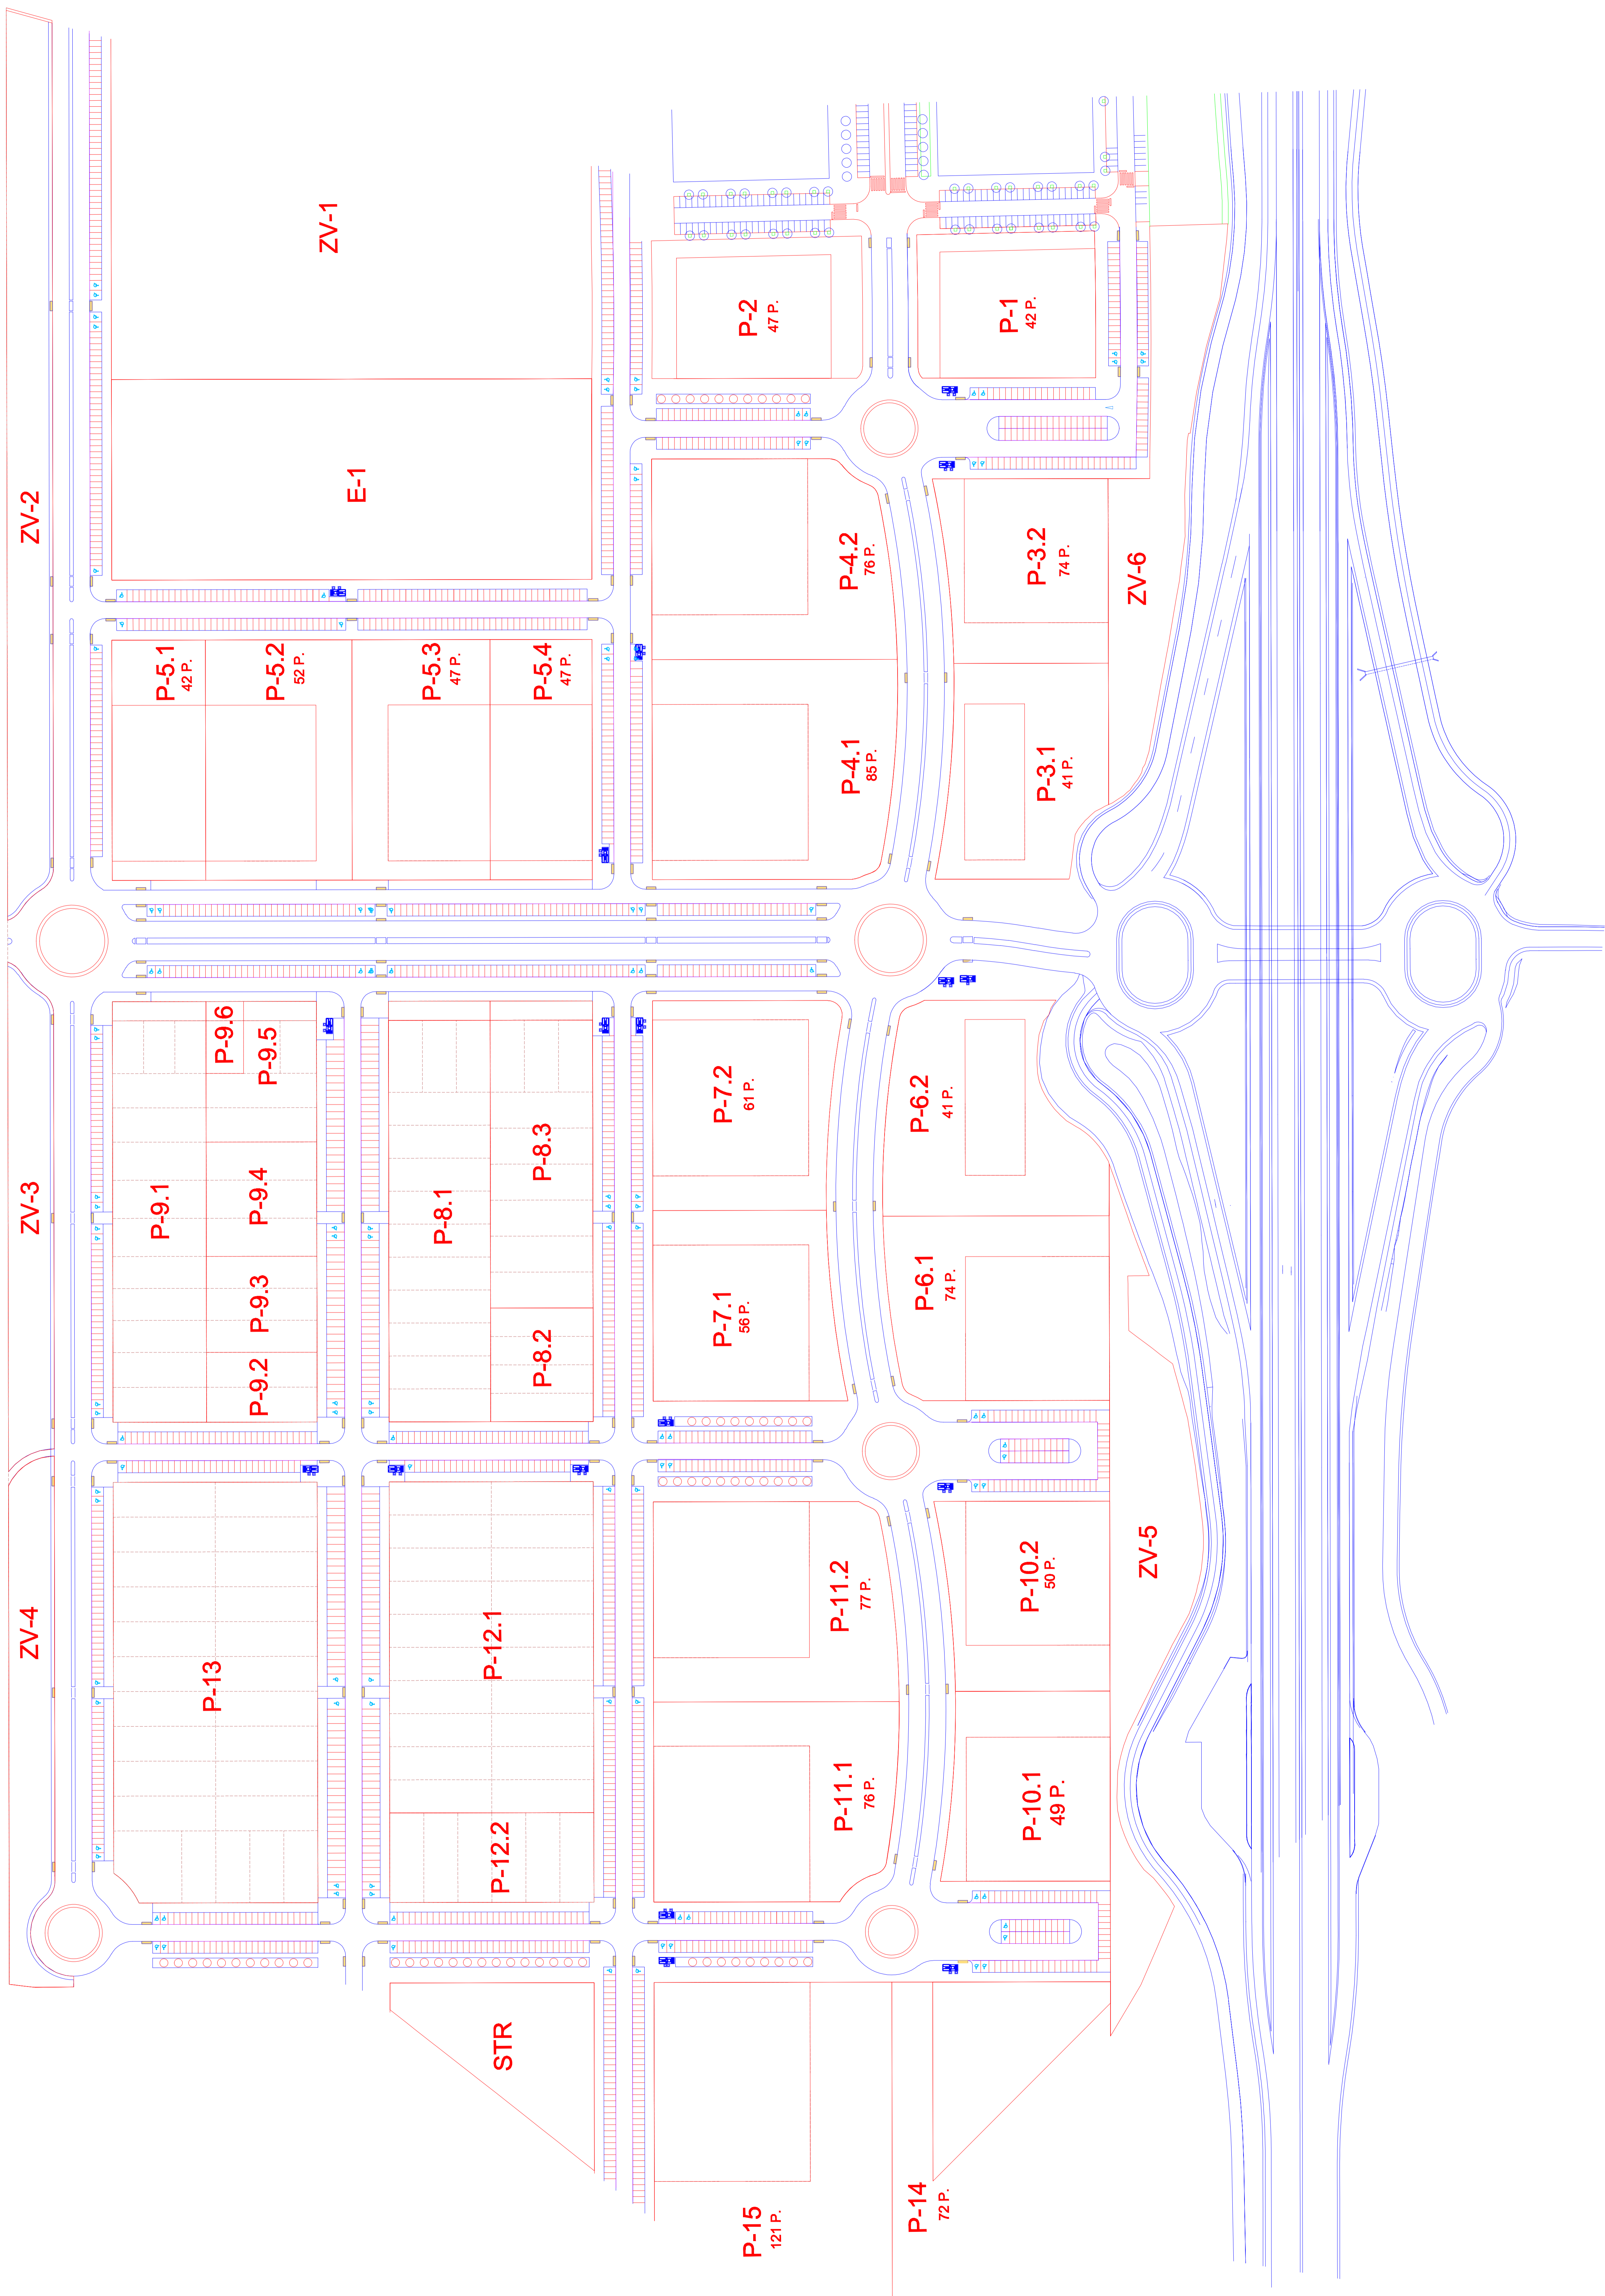 ZV-2
ZV-1
E-1
P-2
47 P.
P-1
42 P.
P-4.2
76 P.
P-3.2
74 P.
ZV-6
P-5.1
42 P.
P-5.2
52 P.
P-5.3
47 P.
P-5.4
47 P.
P-4.1
85 P.
P-3.1
41 P.
ZV-3
P-9.1
P-9.6
P-9.5
P-9.4
P-9.3
P-9.2
P-8.1
P-8.3
P-8.2
P-7.2
61 P.
P-6.2
41 P.
P-7.1
56 P.
P-6.1
74 P.
ZV-4
P-13
P-12.1
P-12.2
P-11.2
77 P.
P-10.2
50 P.
ZV-5
P-11.1
76 P.
P-10.1
49 P.
STR
P-15
121 P.
P-14
72 P.